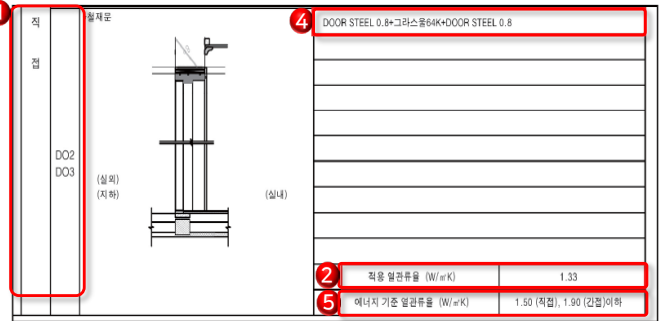 1
직
접
DO2
DO3
철재문
(실외)
(지하)
(실내)
4
DOOR STEEL 0.8+그라스울64K+DOOR STEEL 0.8
2
적용 열관류율 (W/㎡K) 1.33
5
에너지 기준 열관류율 (W/㎡K) 1.50 (직접), 1.90 (간접)이하